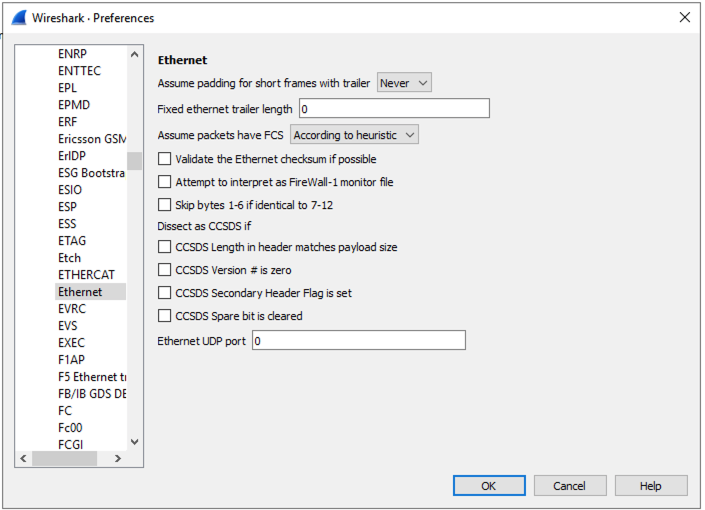 Wireshark · Preferences
ENRP
ENTTEC
EPL
EPMD
ERF
Ericsson GSM
ErlDP
ESG Bootstra
ESIO
ESP
ESS
ETAG
Etch
ETHERCAT
Ethernet
EVRC
EVS
EXEC
F1AP
F5 Ethernet tr
FB/IB GDS DB
FC
Fc00
FCGI
Ethernet
Assume padding for short frames with trailer Never
Fixed ethernet trailer length 0
Assume packets have FCS According to heuristic
Validate the Ethernet checksum if possible
Attempt to interpret as FireWall-1 monitor file
Skip bytes 1-6 if identical to 7-12
Dissect as CCSDS if
CCSDS Length in header matches payload size
CCSDS Version # is zero
CCSDS Secondary Header Flag is set
CCSDS Spare bit is cleared
Ethernet UDP port 0
OK Cancel Help